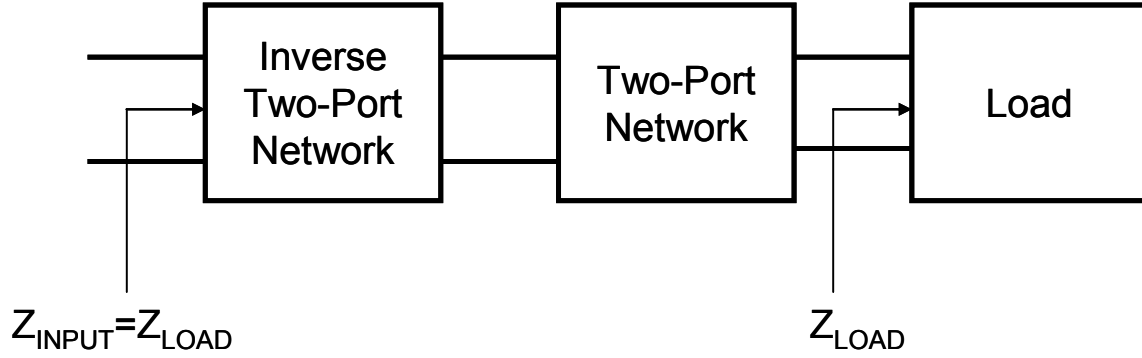 Inverse
Two-Port
Network
Two-Port
Network
Load
Z_INPUT=Z_LOAD
Z_LOAD